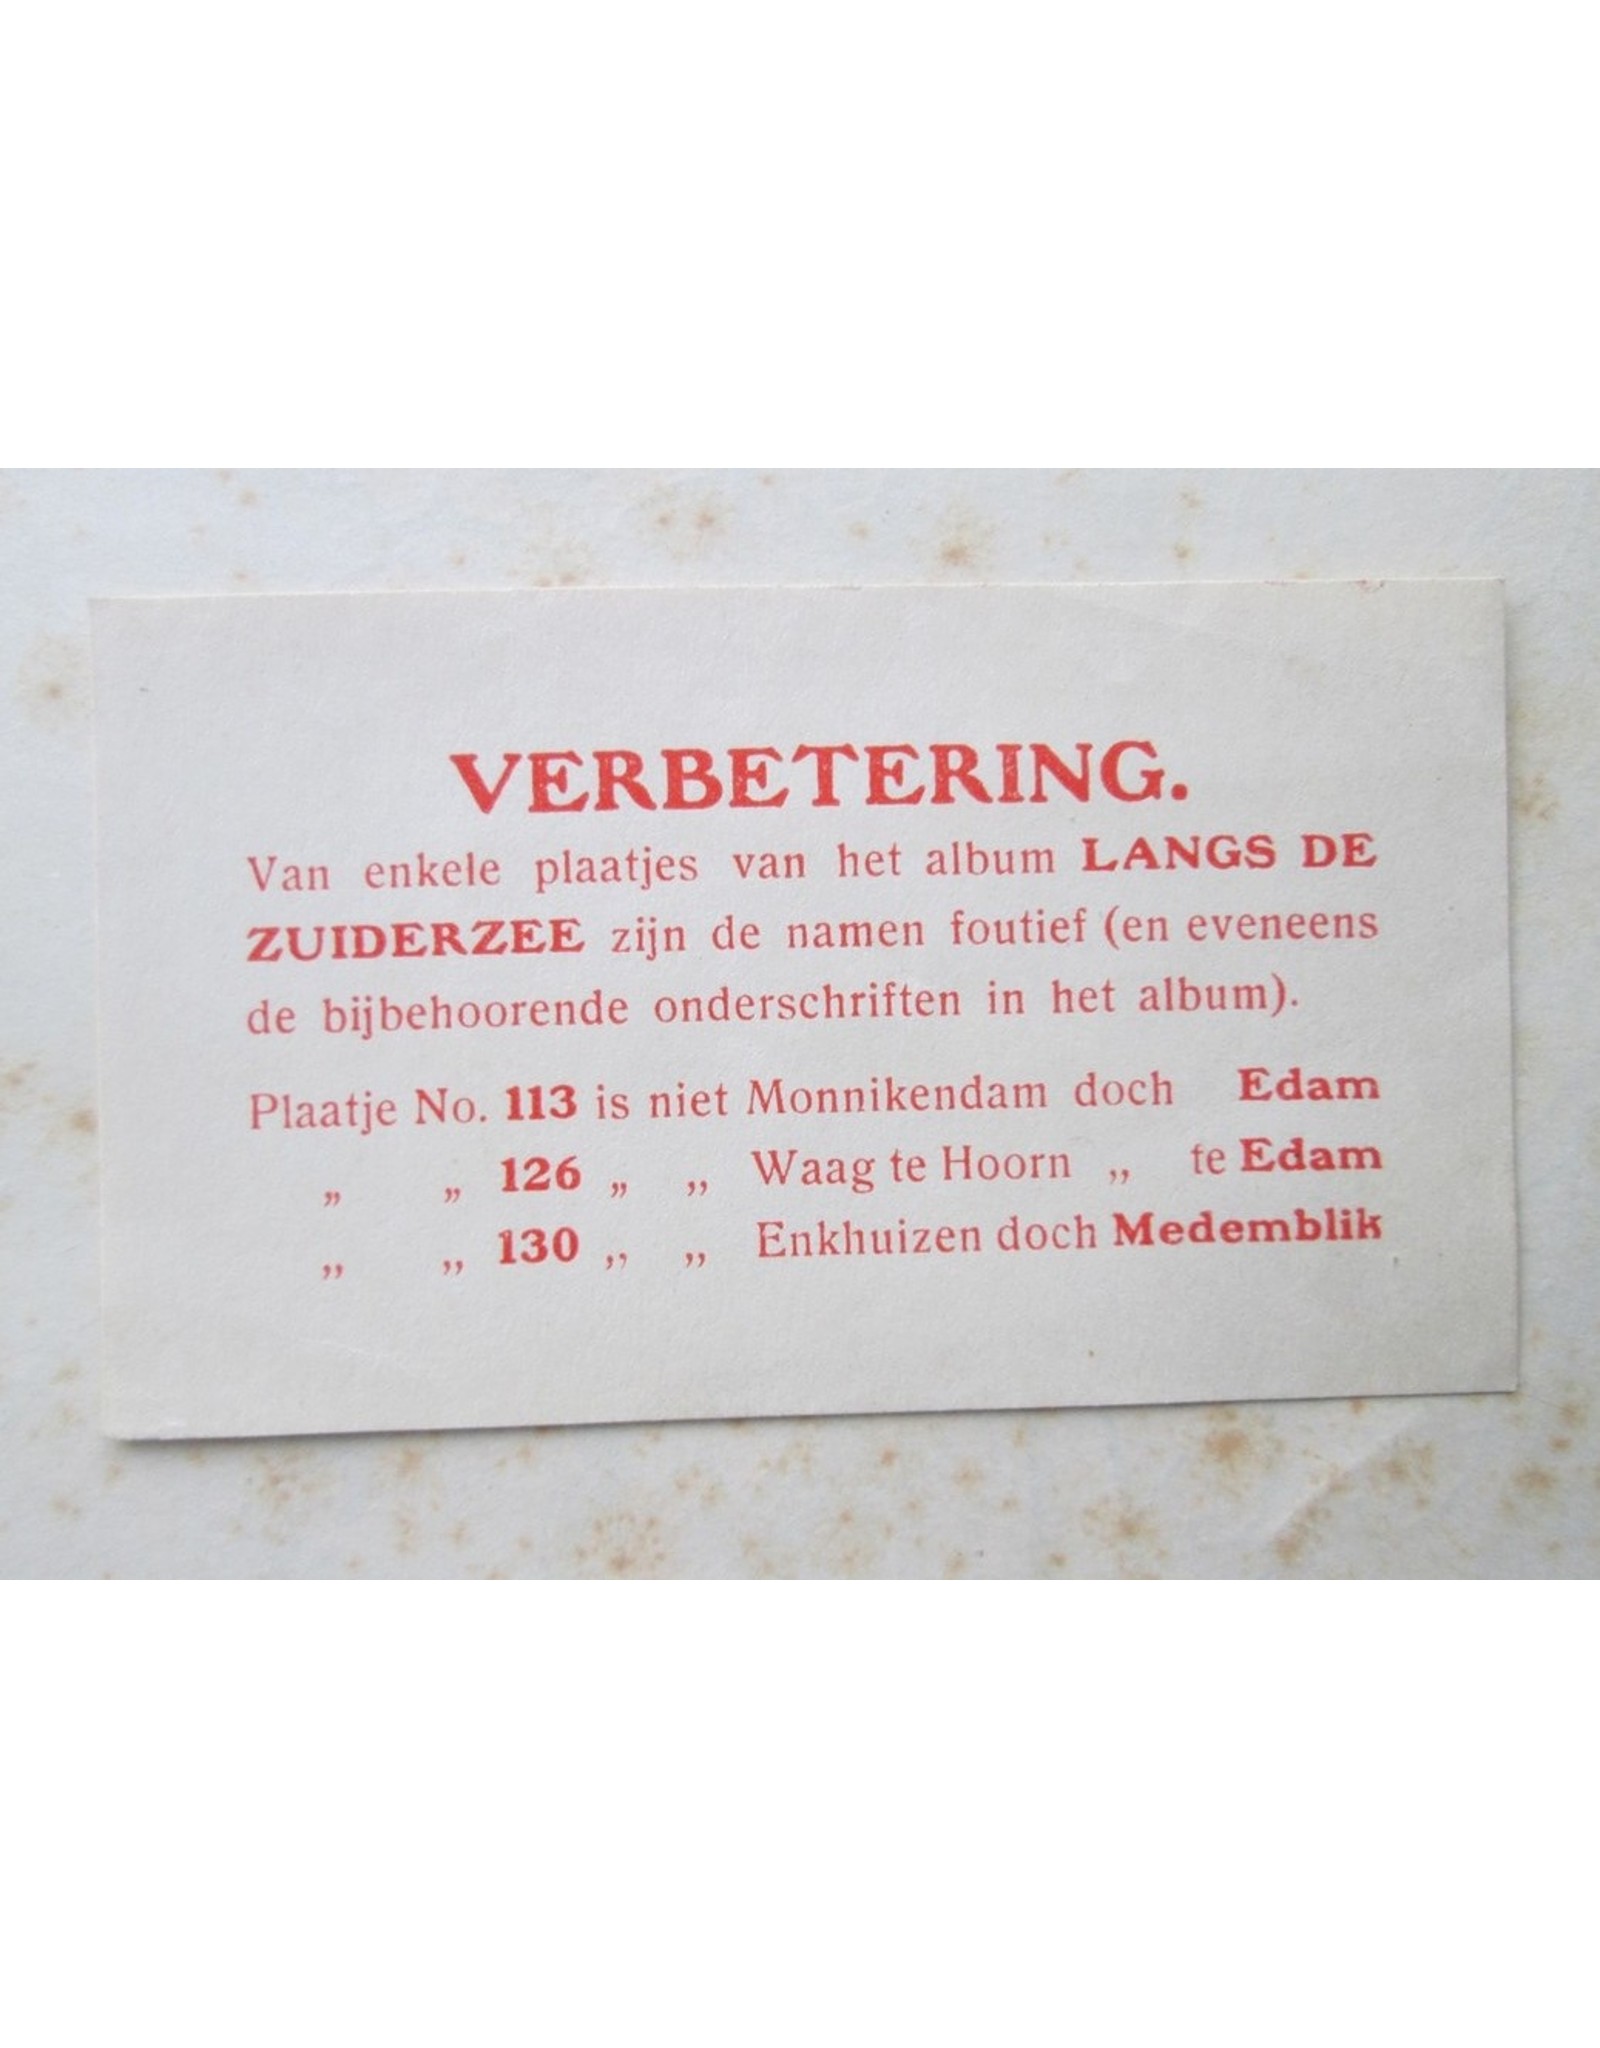 VERBETERING.
Van enkele plaatjes van het album LANGS DE
ZUIDERZEE zijn de namen foutief (en eveneens
de bijbehoorende onderschriften in het album).
Plaatje No. 113 is niet Monnikendam doch Edam
„ „ 126 „ „ Waag te Hoorn „ te Edam
„ „ 130 „ „ Enkhuizen doch Medemblik